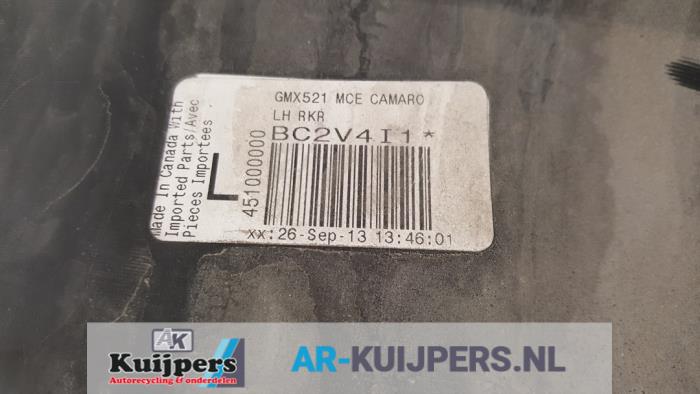 GMX521 MCE CAMARO
LH RKR
BC2V4I1*
Made In Canada With
Imported Parts/Avec
Pieces Importees
L
451000000
xx:26-Sep-13 13:46:01
AK
Kuijpers
Autorecycling & onderdelen
AR-KUIJPERS.NL